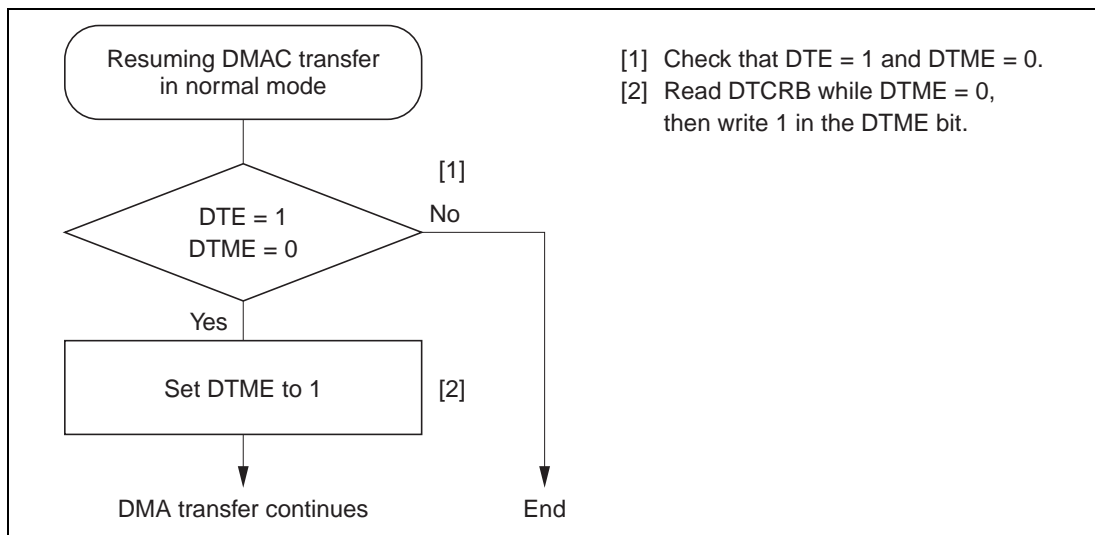 Resuming DMAC transfer
in normal mode
[1] Check that DTE = 1 and DTME = 0.
[2] Read DTCRB while DTME = 0,
then write 1 in the DTME bit.
[1]
DTE = 1
DTME = 0
No
Yes
Set DTME to 1
[2]
DMA transfer continues
End